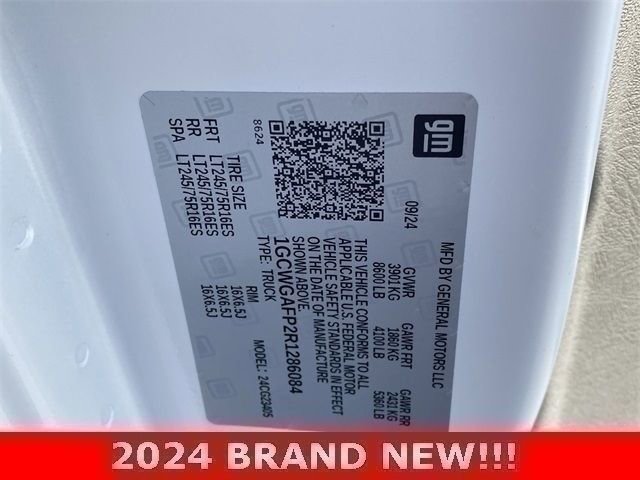 gm
MFD BY GENERAL MOTORS LLC
09/24 GVWR GAWR FRT GAWR RR
3901 KG 1860 KG 2431 KG
8600 LB 4100 LB 5360 LB
THIS VEHICLE CONFORMS TO ALL
APPLICABLE U.S. FEDERAL MOTOR
VEHICLE SAFETY STANDARDS IN EFFECT
ON THE DATE OF MANUFACTURE
SHOWN ABOVE.
1GCWGAFP2R1286084
TYPE: TRUCK MODEL: 24CG23405
8624
TIRE SIZE RIM
FRT LT245/75R16ES 16X6.5J
RR LT245/75R16ES 16X6.5J
SPA LT245/75R16ES 16X6.5J
2024 BRAND NEW!!!